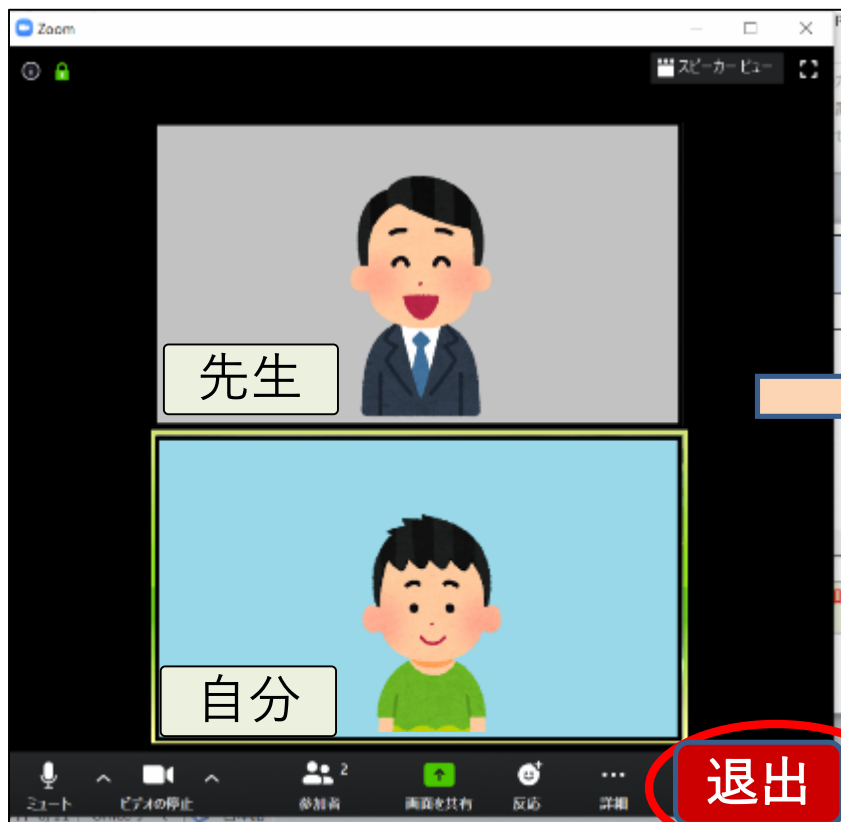 Zoom
スピーカー ビュー
先生
自分
2
ミュート
ビデオの停止
参加者
画面を共有
反応
詳細
退出